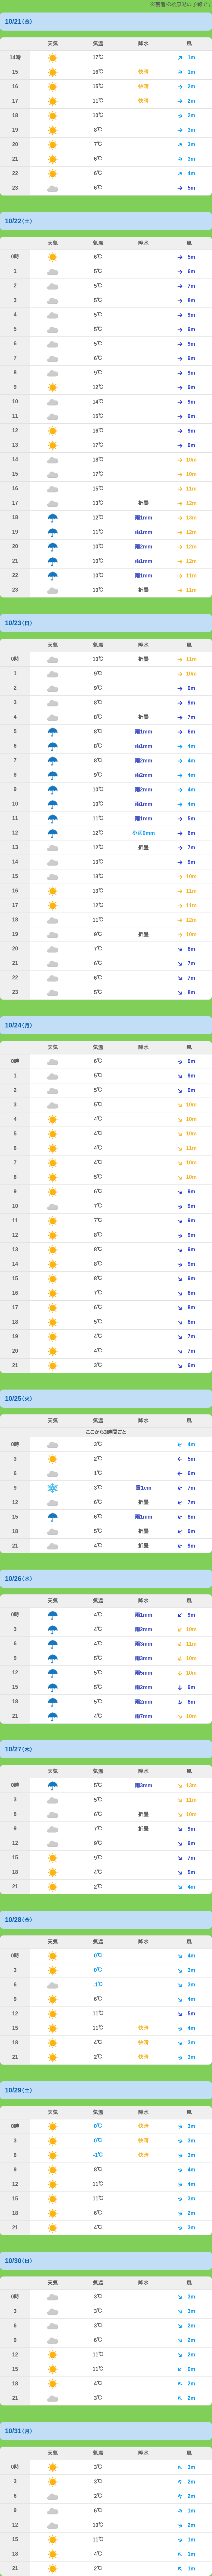 10/21(金)
天気 気温 降水 風
14時 17℃ 1m
15 16℃ 快晴 1m
16 15℃ 快晴 2m
17 11℃ 快晴 2m
18 10℃ 2m
19 8℃ 3m
20 7℃ 3m
21 6℃ 3m
22 6℃ 4m
23 6℃ 5m
10/22(土)
天気 気温 降水 風
0時 6℃ 5m
1 5℃ 6m
2 5℃ 7m
3 5℃ 8m
4 5℃ 9m
5 5℃ 9m
6 5℃ 9m
7 6℃ 9m
8 9℃ 9m
9 12℃ 9m
10 14℃ 9m
11 15℃ 9m
12 16℃ 9m
13 17℃ 9m
14 18℃ 10m
15 17℃ 10m
16 15℃ 11m
17 13℃ 折曇 12m
18 12℃ 雨1mm 13m
19 11℃ 雨1mm 12m
20 10℃ 雨2mm 12m
21 10℃ 雨1mm 12m
22 10℃ 雨1mm 11m
23 10℃ 折曇 11m
10/23(日)
天気 気温 降水 風
0時 10℃ 折曇 11m
1 9℃ 10m
2 9℃ 9m
3 8℃ 9m
4 8℃ 折曇 7m
5 8℃ 雨1mm 6m
6 8℃ 雨1mm 4m
7 8℃ 雨2mm 4m
8 9℃ 雨2mm 4m
9 10℃ 雨2mm 4m
10 10℃ 雨1mm 4m
11 11℃ 雨1mm 5m
12 12℃ 小雨0mm 6m
13 12℃ 折曇 7m
14 13℃ 9m
15 13℃ 10m
16 13℃ 11m
17 12℃ 11m
18 11℃ 12m
19 9℃ 折曇 10m
20 7℃ 8m
21 6℃ 7m
22 6℃ 7m
23 5℃ 8m
10/24(月)
天気 気温 降水 風
0時 6℃ 9m
1 5℃ 9m
2 5℃ 9m
3 5℃ 10m
4 4℃ 10m
5 4℃ 10m
6 4℃ 11m
7 4℃ 10m
8 5℃ 10m
9 6℃ 9m
10 7℃ 9m
11 7℃ 9m
12 8℃ 9m
13 8℃ 9m
14 8℃ 9m
15 8℃ 9m
16 7℃ 8m
17 6℃ 8m
18 5℃ 8m
19 4℃ 7m
20 4℃ 7m
21 3℃ 6m
10/25(火)
天気 気温 降水 風
ここから3時間ごと
0時 3℃ 4m
3 2℃ 5m
6 1℃ 6m
9 3℃ 雪1cm 7m
12 6℃ 折曇 7m
15 6℃ 雨1mm 8m
18 5℃ 折曇 9m
21 4℃ 折曇 9m
10/26(水)
天気 気温 降水 風
0時 4℃ 雨1mm 9m
3 4℃ 雨2mm 10m
6 4℃ 雨3mm 11m
9 5℃ 雨3mm 10m
12 5℃ 雨5mm 10m
15 5℃ 雨2mm 9m
18 5℃ 雨2mm 8m
21 4℃ 雨7mm 10m
10/27(木)
天気 気温 降水 風
0時 5℃ 雨3mm 13m
3 5℃ 11m
6 6℃ 折曇 10m
9 7℃ 折曇 9m
12 9℃ 9m
15 9℃ 7m
18 4℃ 5m
21 2℃ 4m
10/28(金)
天気 気温 降水 風
0時 0℃ 4m
3 0℃ 3m
6 -1℃ 3m
9 6℃ 4m
12 11℃ 5m
15 11℃ 快晴 4m
18 4℃ 快晴 3m
21 2℃ 快晴 3m
10/29(土)
天気 気温 降水 風
0時 0℃ 快晴 3m
3 0℃ 快晴 3m
6 -1℃ 快晴 3m
9 8℃ 4m
12 11℃ 4m
15 11℃ 3m
18 6℃ 2m
21 4℃ 3m
10/30(日)
天気 気温 降水 風
0時 3℃ 3m
3 3℃ 3m
6 3℃ 2m
9 6℃ 2m
12 11℃ 2m
15 11℃ 0m
18 4℃ 2m
21 3℃ 2m
10/31(月)
天気 気温 降水 風
0時 3℃ 3m
3 3℃ 2m
6 2℃ 2m
9 6℃ 1m
12 10℃ 2m
15 11℃ 1m
18 4℃ 1m
21 2℃ 1m